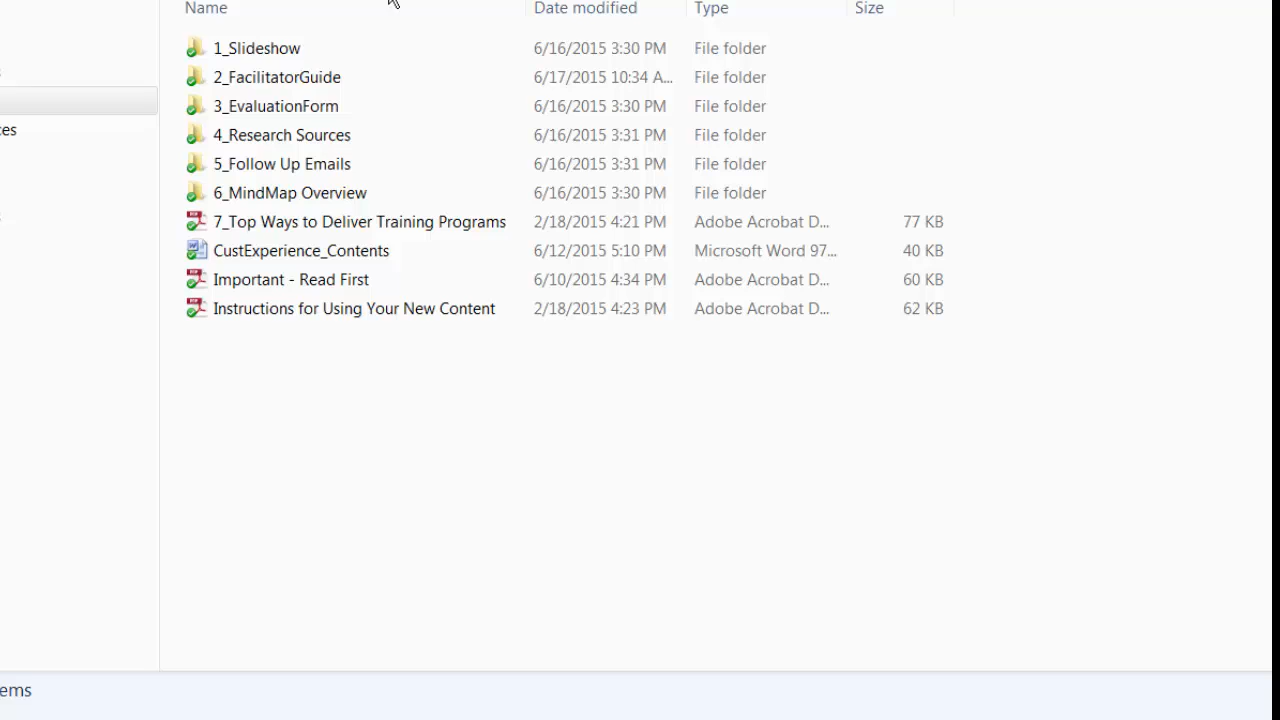 Name Date modified Type Size
1_Slideshow 6/16/2015 3:30 PM File folder
2_FacilitatorGuide 6/17/2015 10:34 A... File folder
3_EvaluationForm 6/16/2015 3:30 PM File folder
ces
4_Research Sources 6/16/2015 3:31 PM File folder
5_Follow Up Emails 6/16/2015 3:31 PM File folder
6_MindMap Overview 6/16/2015 3:30 PM File folder
7_Top Ways to Deliver Training Programs 2/18/2015 4:21 PM Adobe Acrobat D... 77 KB
CustExperience_Contents 6/12/2015 5:10 PM Microsoft Word 97... 40 KB
Important - Read First 6/10/2015 4:34 PM Adobe Acrobat D... 60 KB
Instructions for Using Your New Content 2/18/2015 4:23 PM Adobe Acrobat D... 62 KB
ems